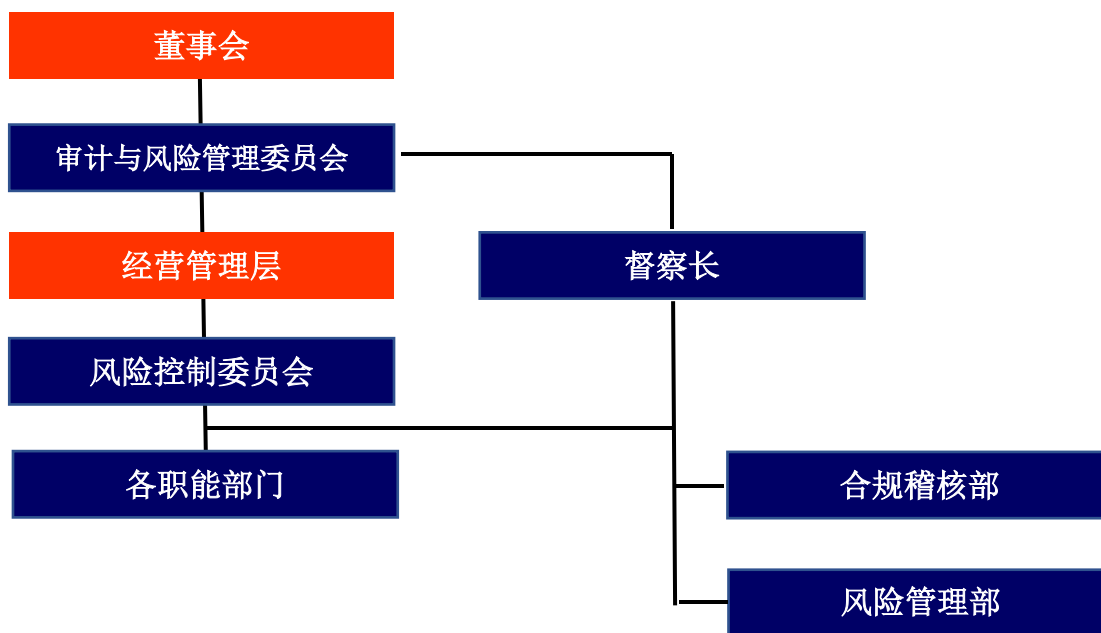 董事会
审计与风险管理委员会
经营管理层
督察长
风险控制委员会
各职能部门
合规稽核部
风险管理部